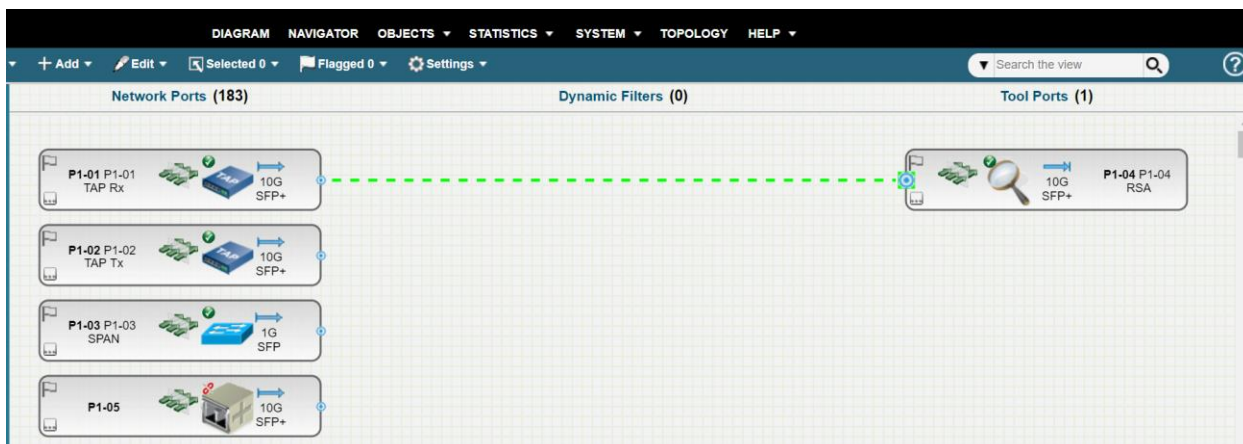 DIAGRAM NAVIGATOR OBJECTS STATISTICS SYSTEM TOPOLOGY HELP
+ Add Edit Selected 0 Flagged 0 Settings Search the view ?
Network Ports (183) Dynamic Filters (0) Tool Ports (1)
P1-01 P1-01
TAP Rx
TAP
10G
SFP+
P1-04 P1-04
RSA
10G
SFP+
P1-02 P1-02
TAP Tx
TAP
10G
SFP+
P1-03 P1-03
SPAN
1G
SFP
P1-05
10G
SFP+